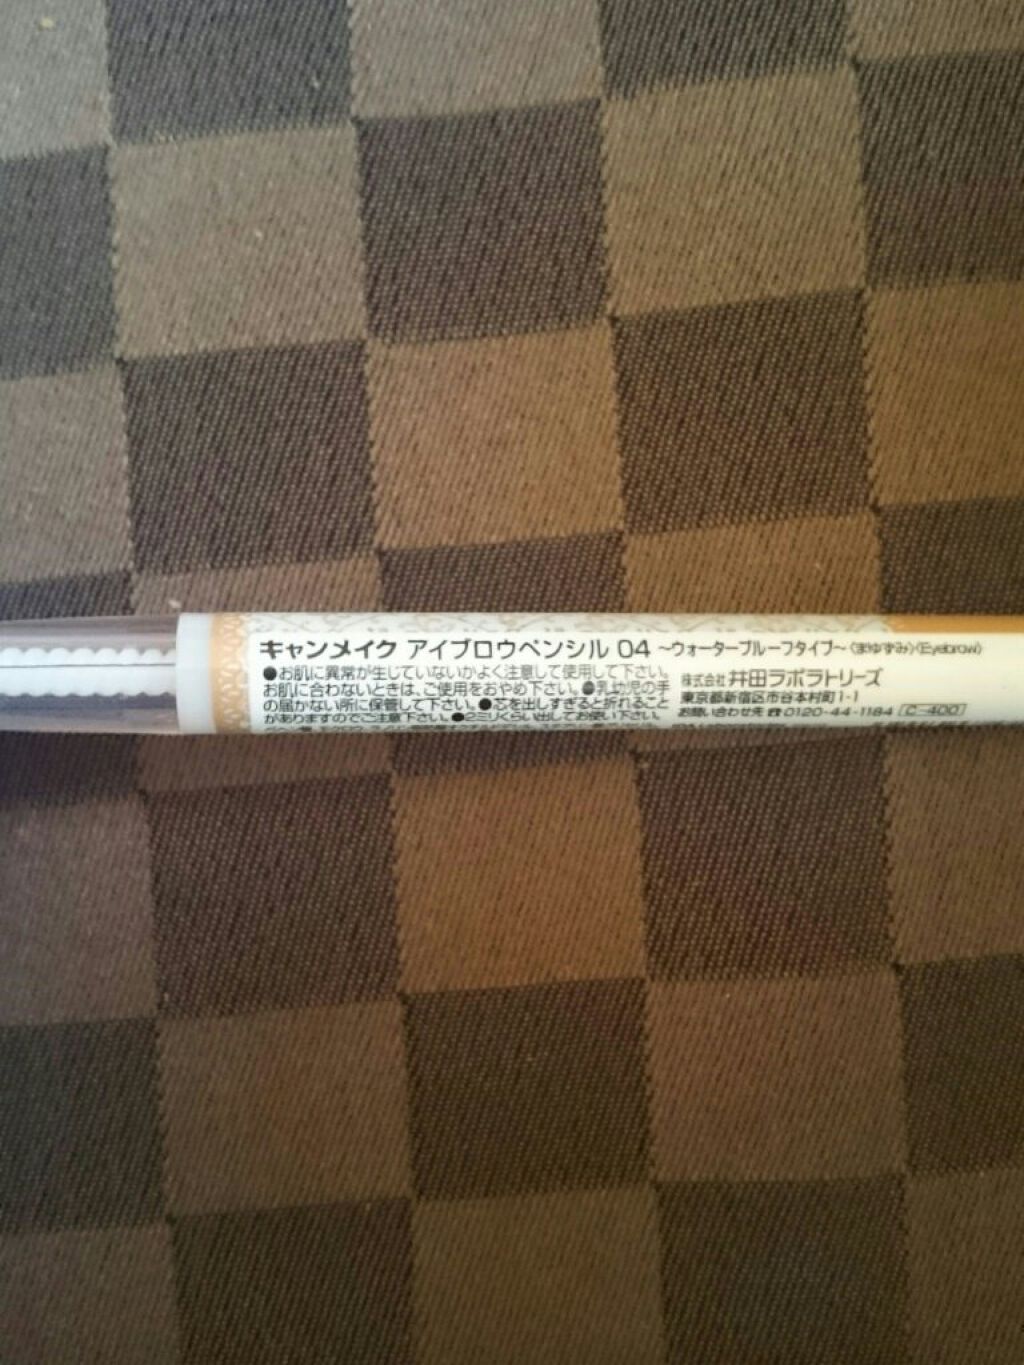 キャンメイク アイブロウペンシル 04 〜ウォータープルーフタイプ〜〈まゆずみ〉〈Eyebrow〉
●お肌に異常が生じていないかよく注意して使用して下さい。
お肌に合わないときは、ご使用をおやめ下さい。●乳幼児の手
の届かない所に保管して下さい。●芯を出しすぎると折れること
がありますのでご注意下さい。●2ミリくらい出してお使い下さい。
株式会社 井田ラボラトリーズ
東京都新宿区市谷本村町1-1
お問い合わせ先 ☎0120-44-1184 C-400